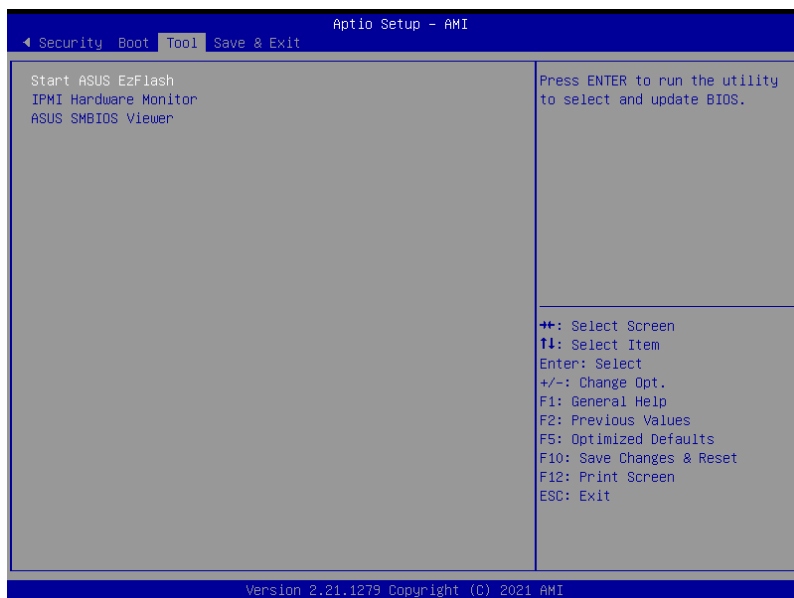 Aptio Setup – AMI
◄ Security Boot Tool Save & Exit
Start ASUS EzFlash
IPMI Hardware Monitor
ASUS SMBIOS Viewer
Press ENTER to run the utility
to select and update BIOS.
→←: Select Screen
↑↓: Select Item
Enter: Select
+/-: Change Opt.
F1: General Help
F2: Previous Values
F5: Optimized Defaults
F10: Save Changes & Reset
F12: Print Screen
ESC: Exit
Version 2.21.1279 Copyright (C) 2021 AMI